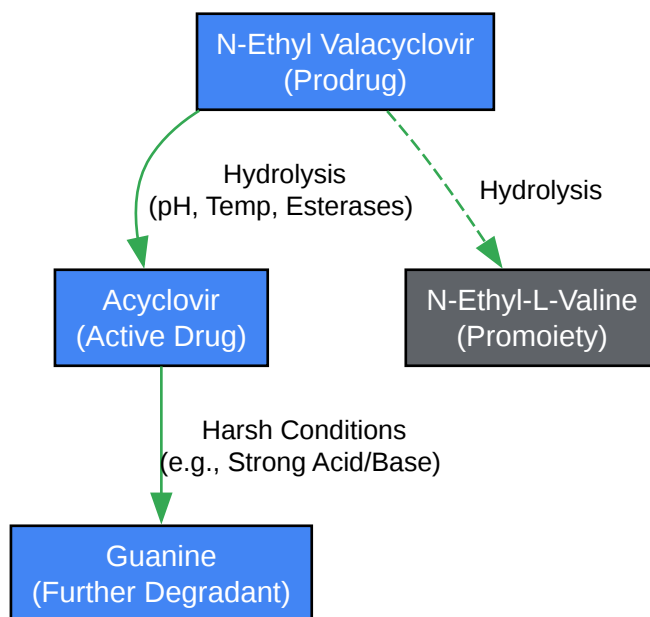 N-Ethyl Valacyclovir
(Prodrug)
Hydrolysis
(pH, Temp, Esterases)
Hydrolysis
Acyclovir
(Active Drug)
N-Ethyl-L-Valine
(Promoiety)
Harsh Conditions
(e.g., Strong Acid/Base)
Guanine
(Further Degradant)